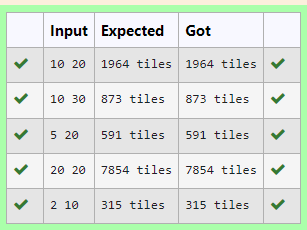 Input Expected Got
10 20 1964 tiles 1964 tiles
10 30 873 tiles 873 tiles
5 20 591 tiles 591 tiles
20 20 7854 tiles 7854 tiles
2 10 315 tiles 315 tiles